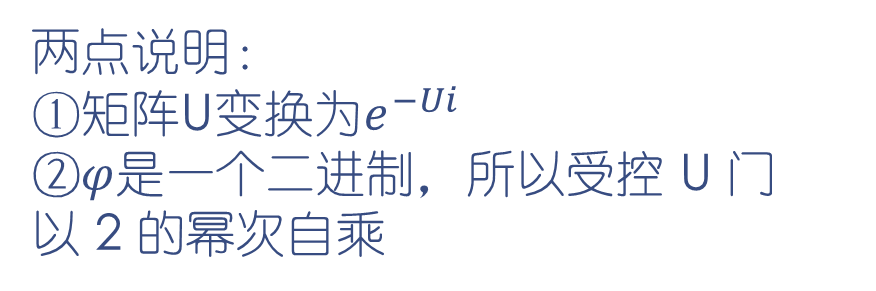 两点说明：
①矩阵U变换为e^{-Ui}
②φ是一个二进制，所以受控 U 门
以 2 的幂次自乘